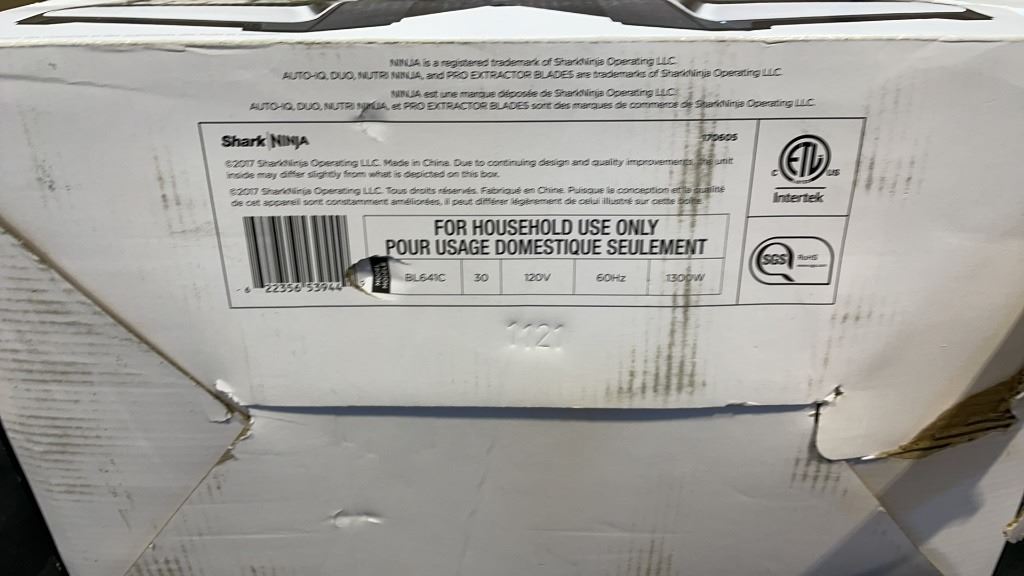 NINJA is a registered trademark of SharkNinja Operating LLC.
AUTO-IQ, DUO, NUTRI NINJA, and PRO EXTRACTOR BLADES are trademarks of SharkNinja Operating LLC.
NINJA est une marque déposée de SharkNinja Operating LLC.
AUTO-IQ, DUO, NUTRI NINJA, et PRO EXTRACTOR BLADES sont des marques de commerce de SharkNinja Operating LLC.
Shark NINJA
170605
©2017 SharkNinja Operating LLC. Made in China. Due to continuing design and quality improvements, the unit
inside may differ slightly from what is depicted on this box.
©2017 SharkNinja Operating LLC. Tous droits réservés. Fabriqué en Chine. Puisque la conception et la qualité
de cet appareil sont constamment améliorées, il peut différer légèrement de celui illustré sur cette boîte.
FOR HOUSEHOLD USE ONLY
POUR USAGE DOMESTIQUE SEULEMENT
BL641C 30 120V 60Hz 1300W
6 22356 53944
ETL
C US
Intertek
SGS RoHS
1121